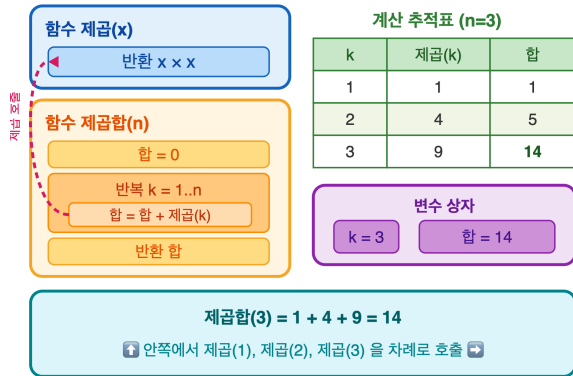 함수 제곱(x)
반환 x × x
제곱 호출
함수 제곱합(n)
합 = 0
반복 k = 1..n
합 = 합 + 제곱(k)
반환 합
계산 추적표 (n=3)
k 제곱(k) 합
1 1 1
2 4 5
3 9 14
변수 상자
k = 3 합 = 14
제곱합(3) = 1 + 4 + 9 = 14
⬆️ 안쪽에서 제곱(1), 제곱(2), 제곱(3) 을 차례로 호출 ➡️